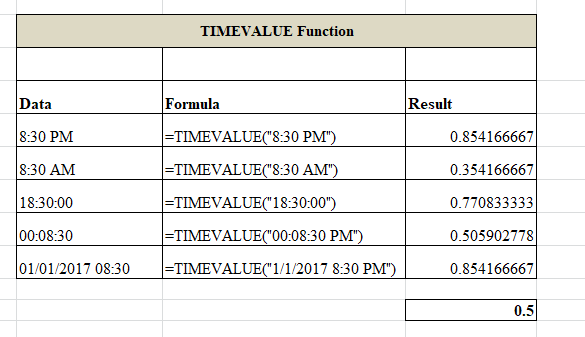 TIMEVALUE Function
Data Formula Result
8:30 PM =TIMEVALUE("8:30 PM") 0.854166667
8:30 AM =TIMEVALUE("8:30 AM") 0.354166667
18:30:00 =TIMEVALUE("18:30:00") 0.770833333
00:08:30 =TIMEVALUE("00:08:30 PM") 0.505902778
01/01/2017 08:30 =TIMEVALUE("1/1/2017 8:30 PM") 0.854166667
0.5